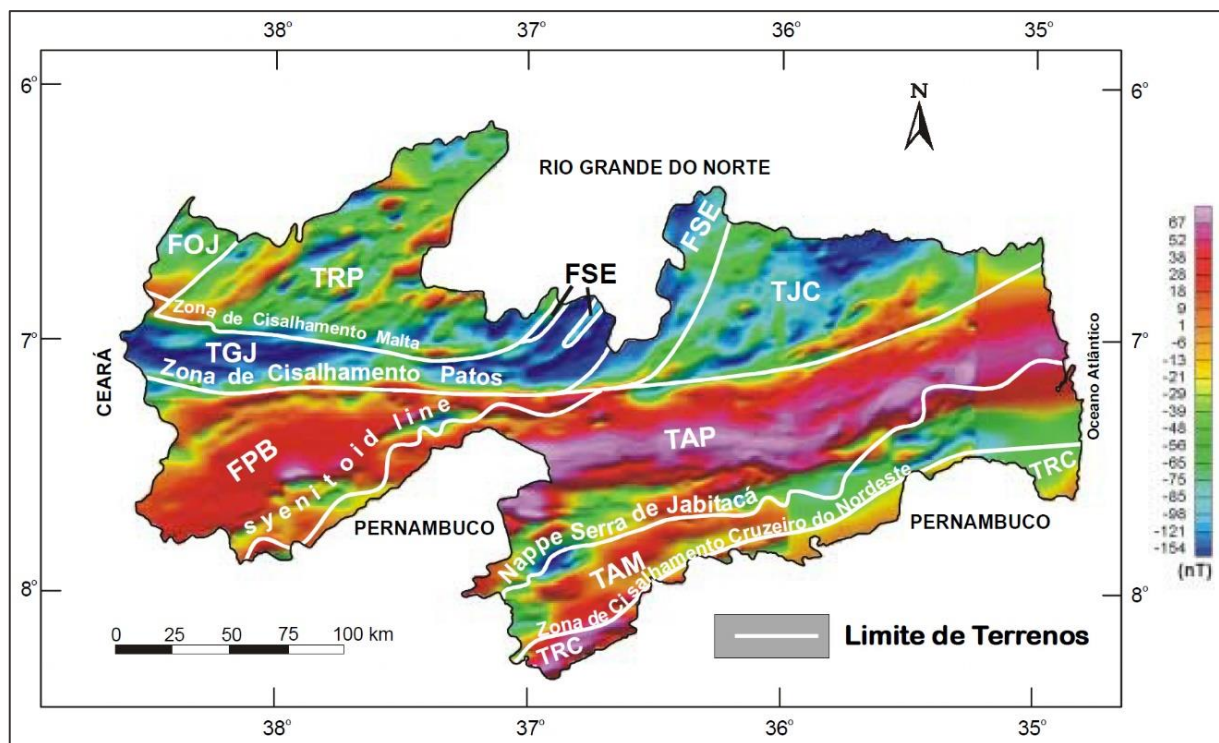 38°
37°
36°
35°
6°
6°
N
RIO GRANDE DO NORTE
FOJ
TRP
FSE
FSE
TJC
Zona de Cisalhamento Malta
7°
7°
TGJ
Zona de Cisalhamento Patos
CEARÁ
Oceano Atlântico
FPB
syenitoid line
TAP
PERNAMBUCO
Nappe Serra de Jabitacá
TRC
PERNAMBUCO
TAM
Zona de Cisalhamento Cruzeiro do Nordeste
TRC
8°
8°
67
52
38
28
18
9
1
-6
-13
-21
-29
-39
-48
-56
-65
-75
-85
-98
-121
-154
(nT)
0 25 50 75 100 km
Limite de Terrenos
38°
37°
36°
35°